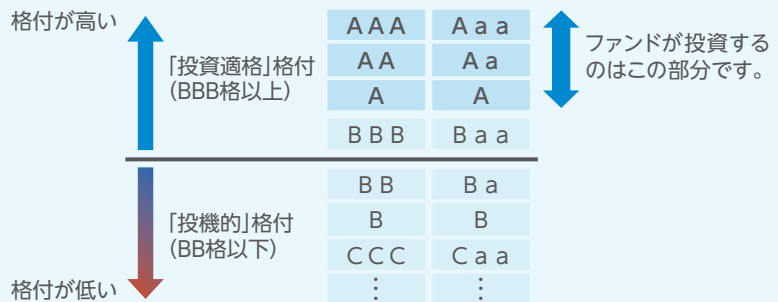 格付が高い
AAA Aaa
AA Aa
A A
BBB Baa
「投資適格」格付
(BBB格以上)
ファンドが投資する
のはこの部分です。
BB Ba
B B
CCC Caa
⋮ ⋮
「投機的」格付
(BB格以下)
格付が低い